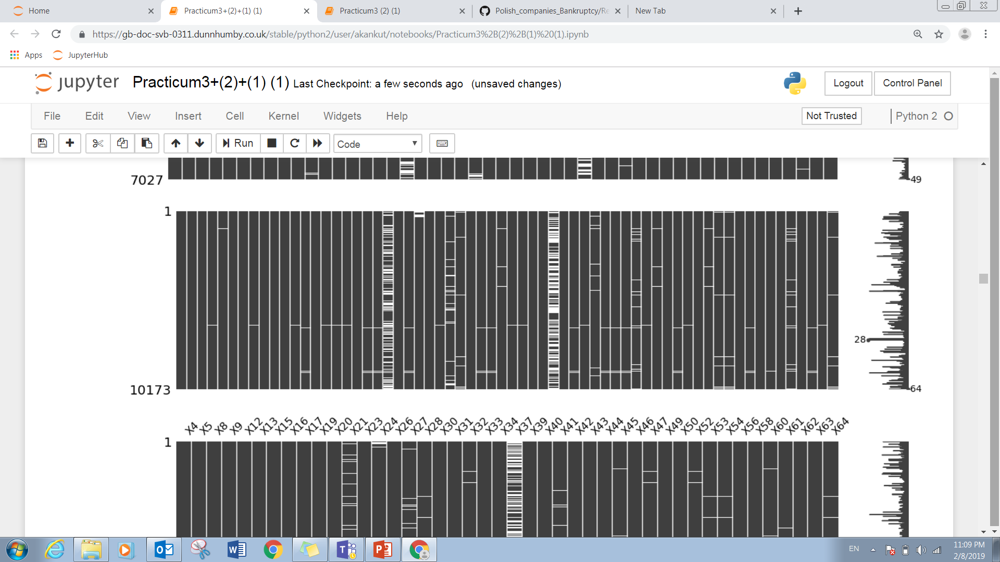 Home
Practicum3+(2)+(1) (1)
Practicum3 (2) (1)
Polish_companies_Bankruptcy/Re
New Tab
https://gb-doc-svb-0311.dunnhumby.co.uk/stable/python2/user/akankut/notebooks/Practicum3%2B(2)%2B(1)%20(1).ipynb
Apps
JupyterHub
jupyter Practicum3+(2)+(1) (1) Last Checkpoint: a few seconds ago (unsaved changes)
Logout
Control Panel
File Edit View Insert Cell Kernel Widgets Help
Not Trusted
Python 2
Run
Code
7027
49
1
28
10173
64
X4 X5 X8 X9 X12 X13 X15 X16 X17 X19 X20 X21 X23 X24 X26 X27 X28 X30 X31 X32 X33 X34 X37 X39 X40 X41 X42 X43 X44 X45 X46 X47 X49 X50 X52 X53 X54 X56 X58 X60 X61 X62 X63 X64
1
EN
11:09 PM
2/8/2019